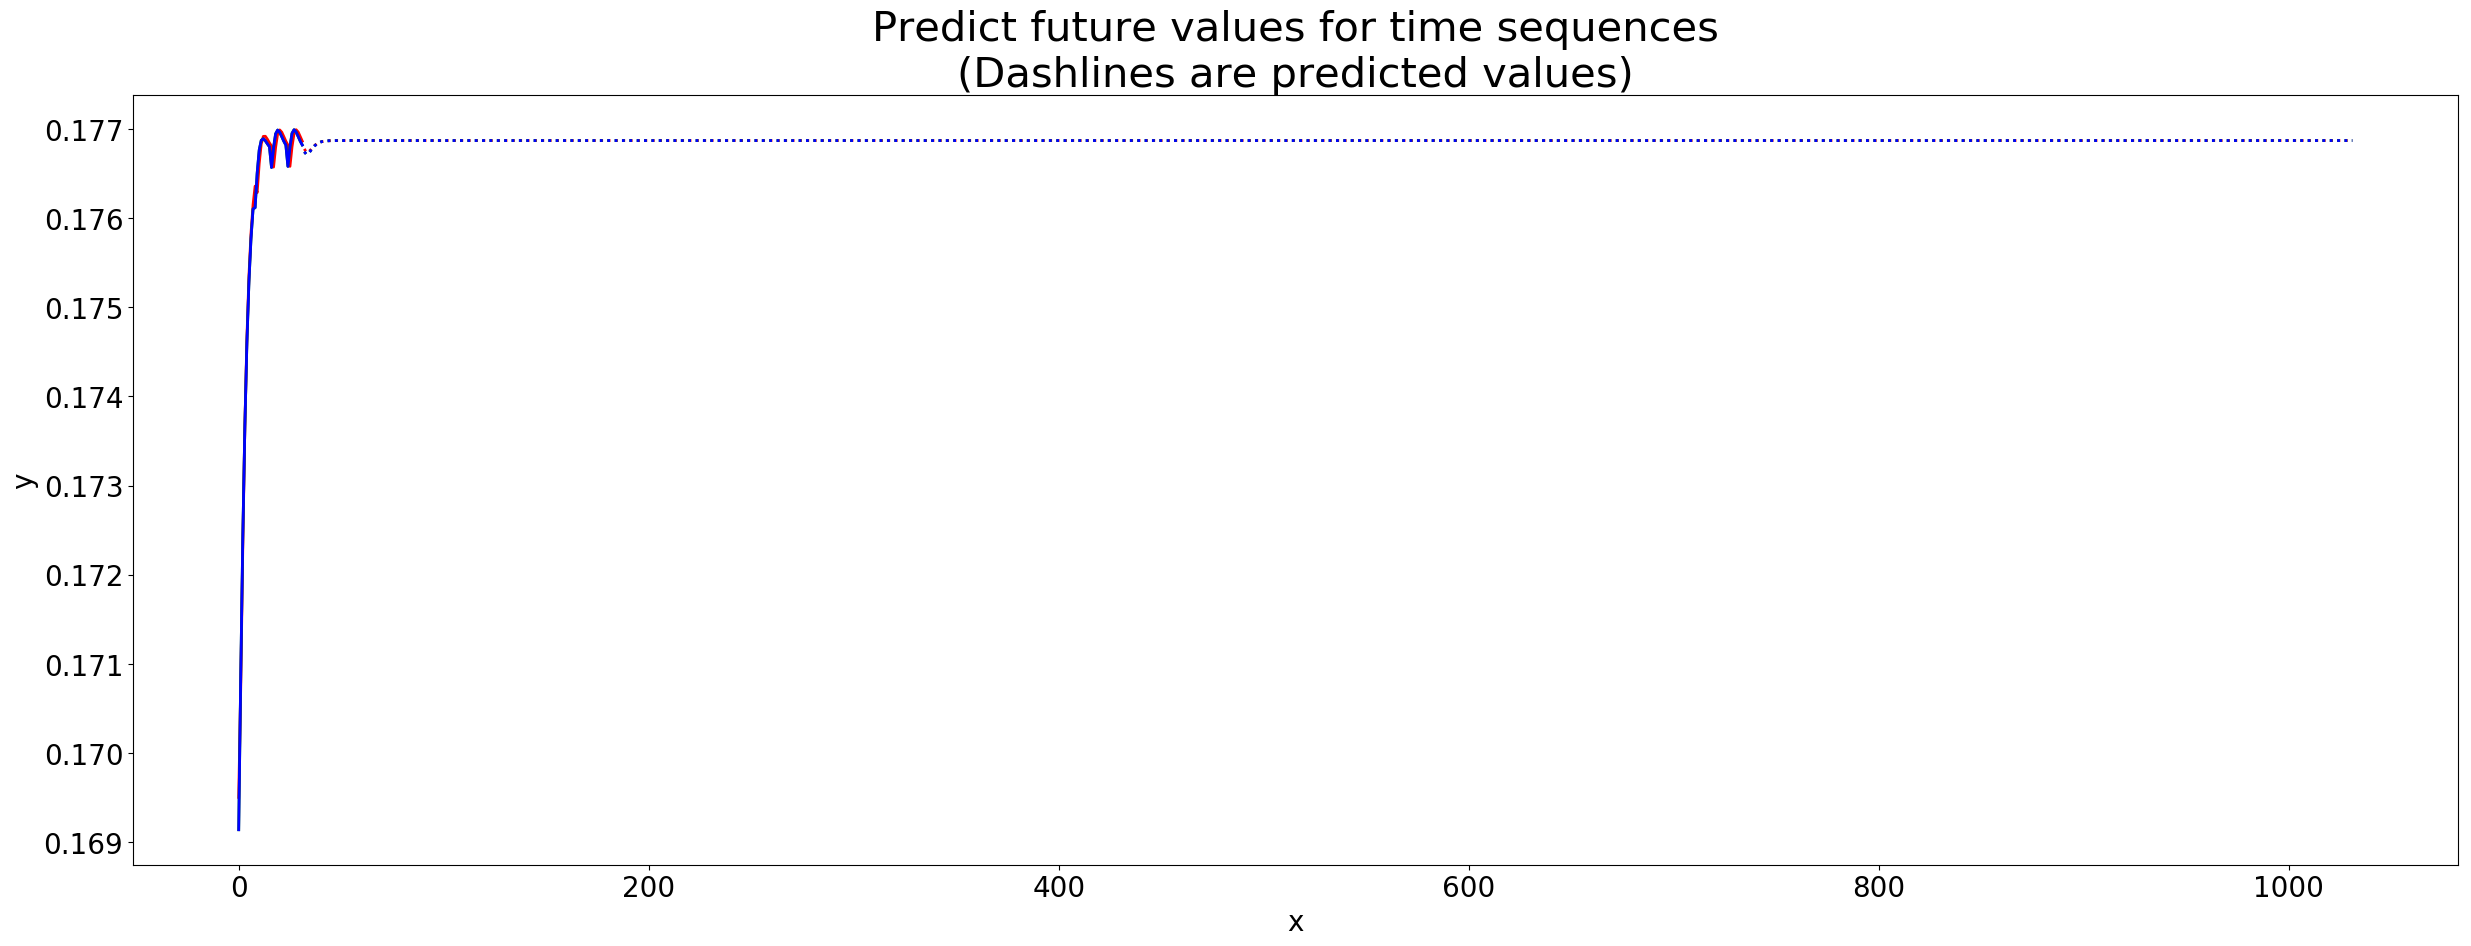 Predict future values for time sequences
(Dashlines are predicted values)
0.177
0.176
0.175
0.174
0.173
0.172
0.171
0.170
0.169
y
0 200 400 600 800 1000
x